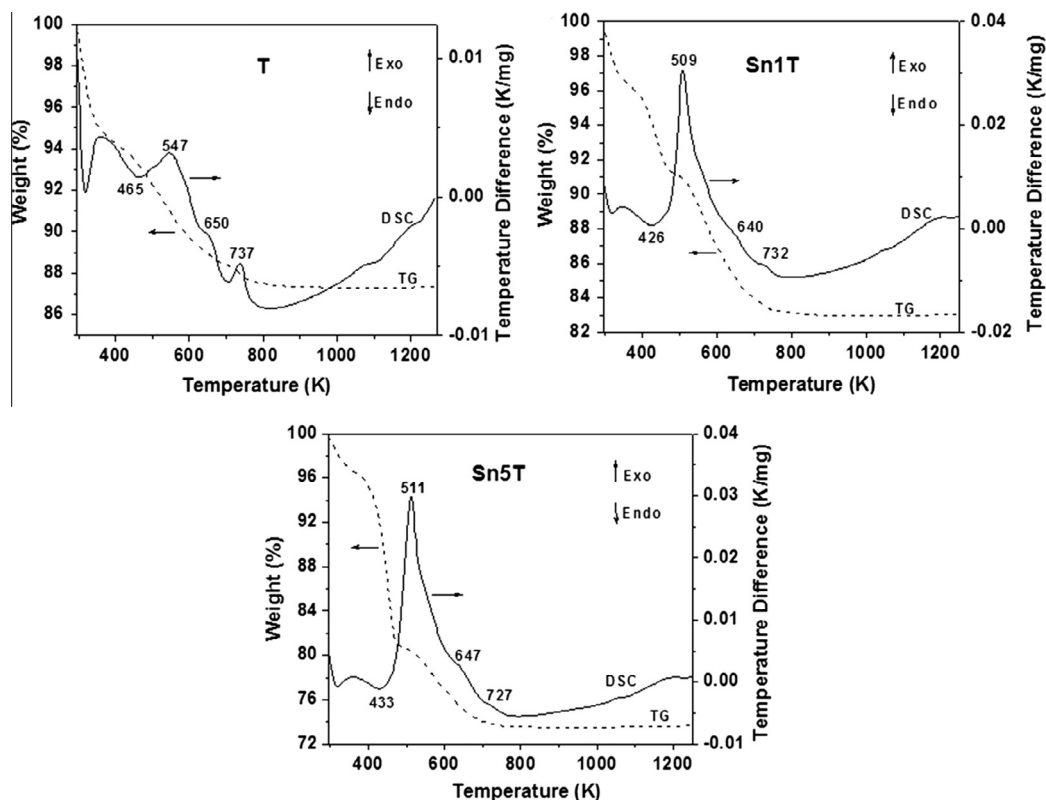 T
Exo
Endo
547
465
650
737
DSC
TG
100
98
96
94
92
90
88
86
0.01
0.00
-0.01
400
600
800
1000
1200
Weight (%)
Temperature Difference (K/mg)
Temperature (K)
Sn1T
Exo
Endo
509
426
640
732
DSC
TG
100
98
96
94
92
90
88
86
84
82
0.04
0.02
0.00
-0.02
400
600
800
1000
1200
Weight (%)
Temperature Difference (K/mg)
Temperature (K)
Sn5T
Exo
Endo
511
433
647
727
DSC
TG
100
96
92
88
84
80
76
72
0.04
0.03
0.02
0.01
0.00
-0.01
400
600
800
1000
1200
Weight (%)
Temperature Difference (K/mg)
Temperature (K)